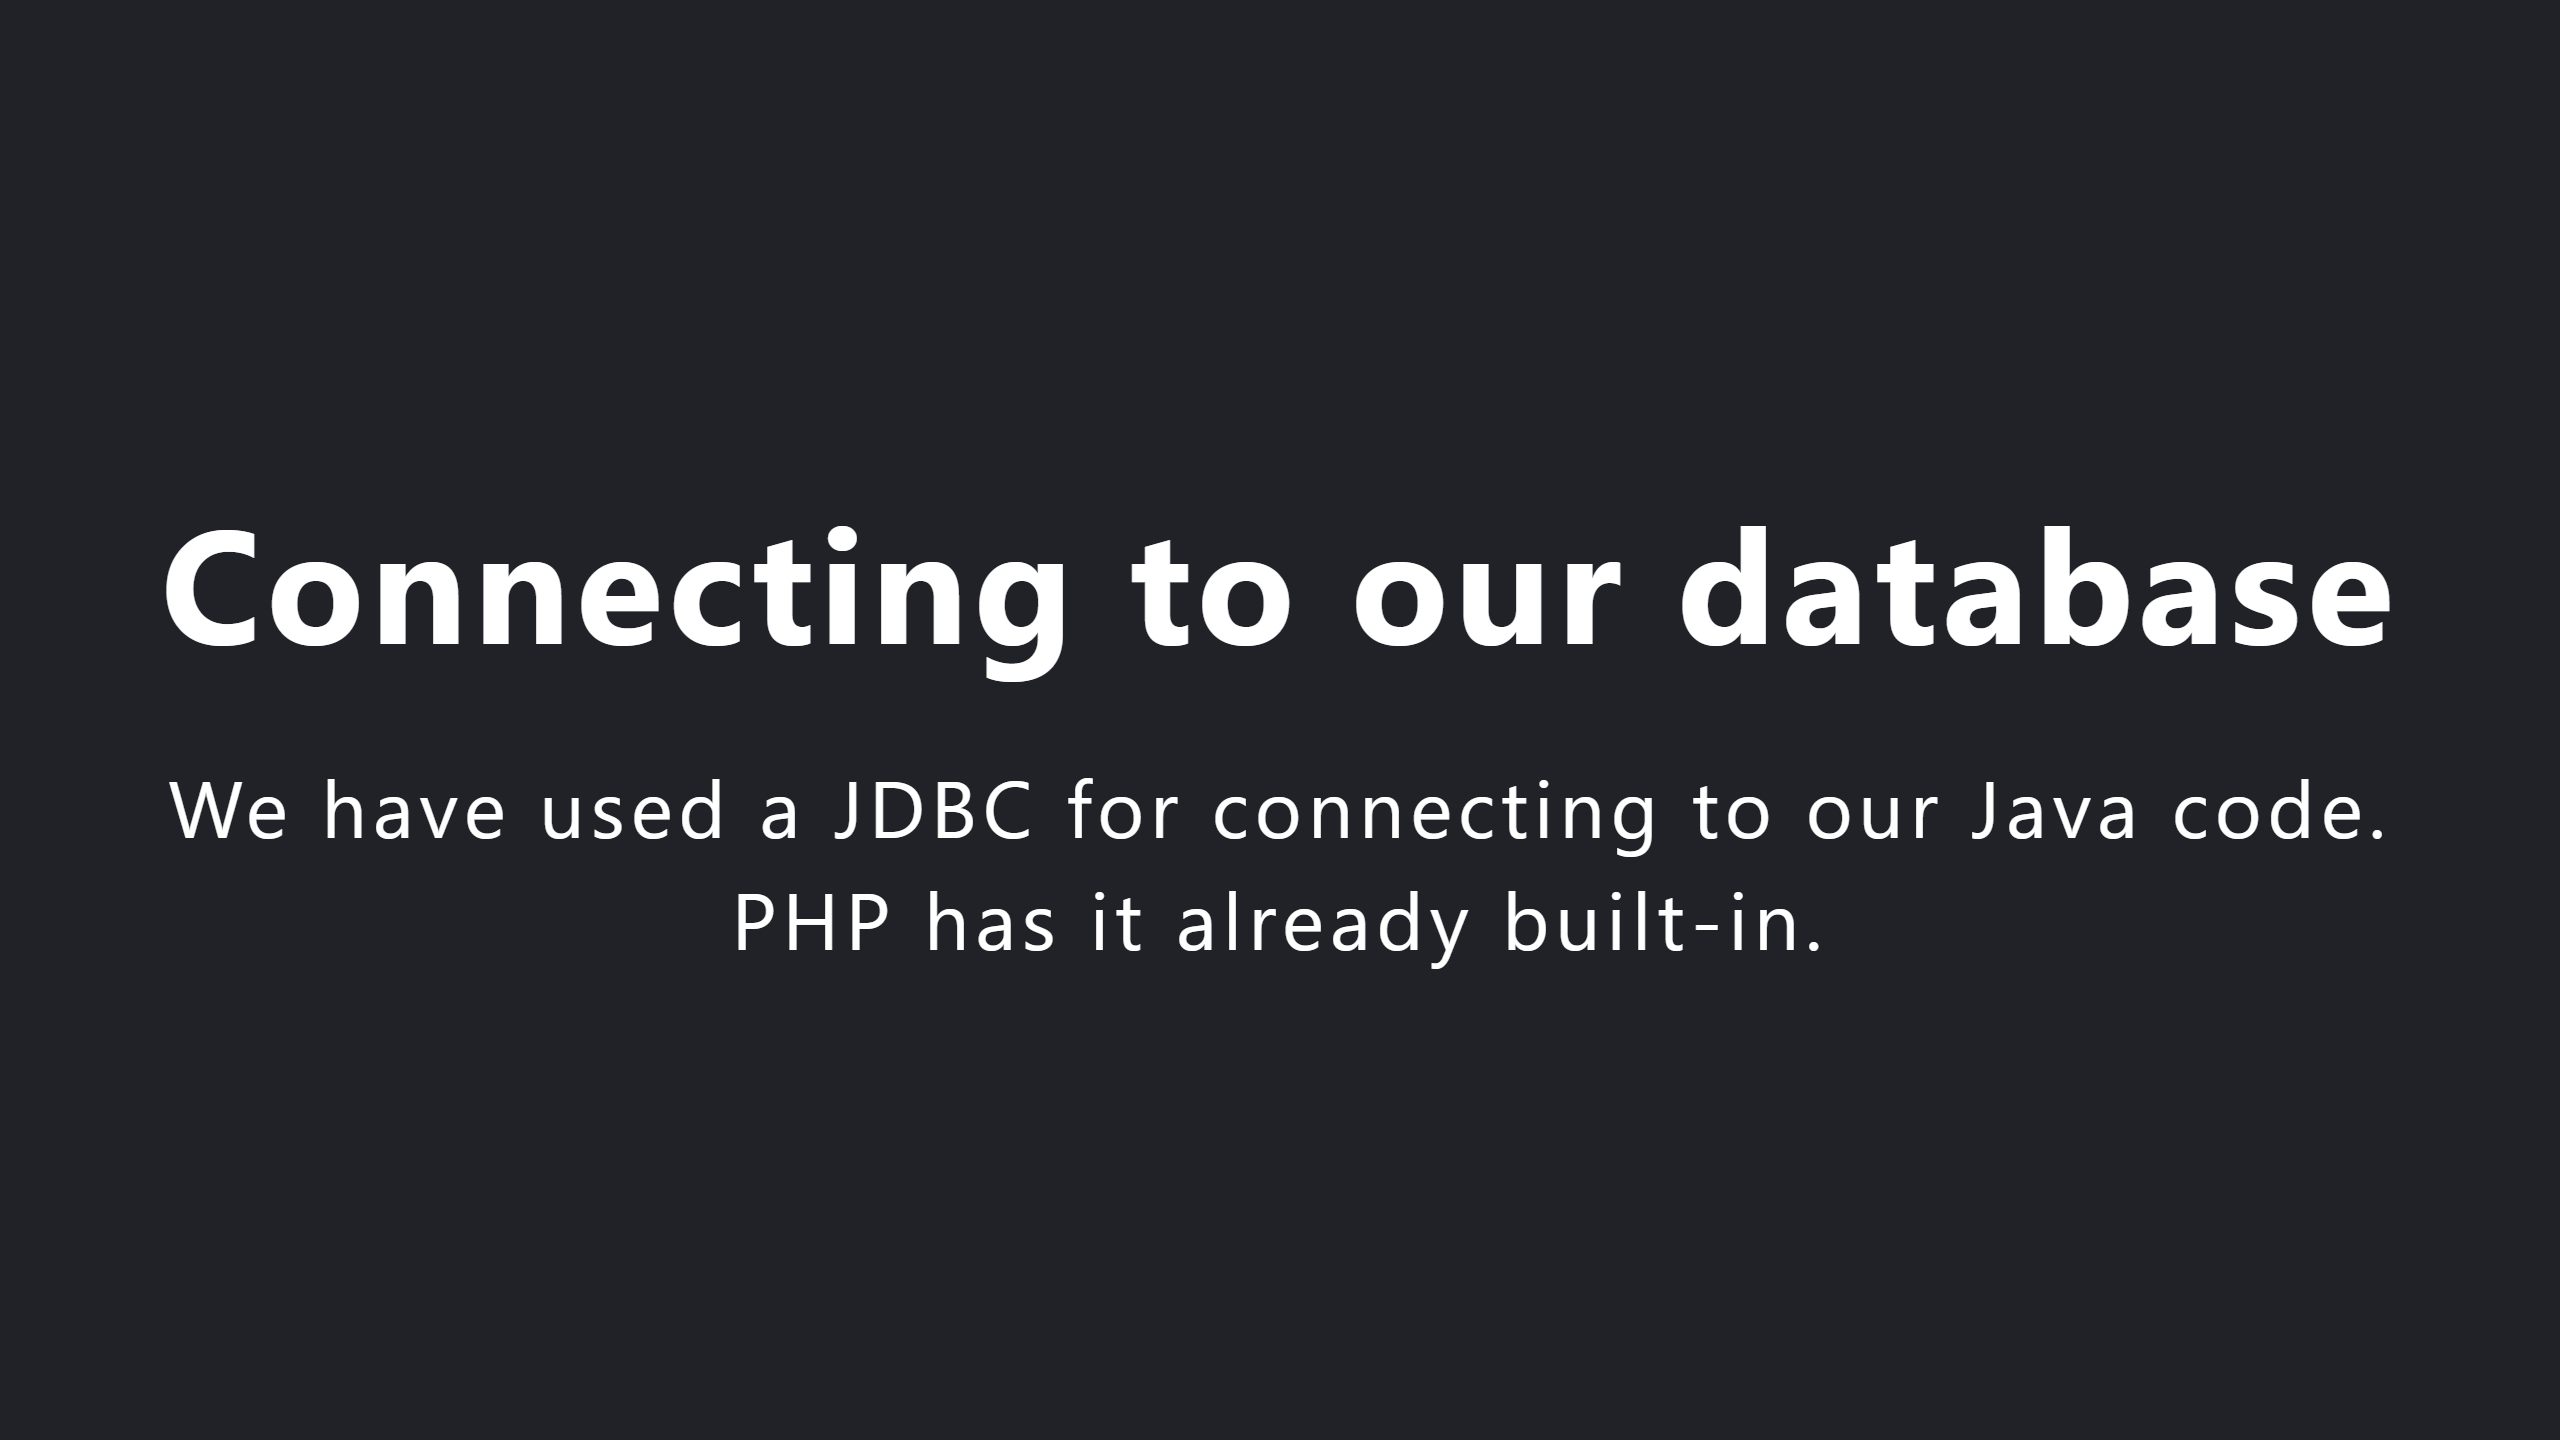 Connecting to our database
We have used a JDBC for connecting to our Java code.
PHP has it already built-in.